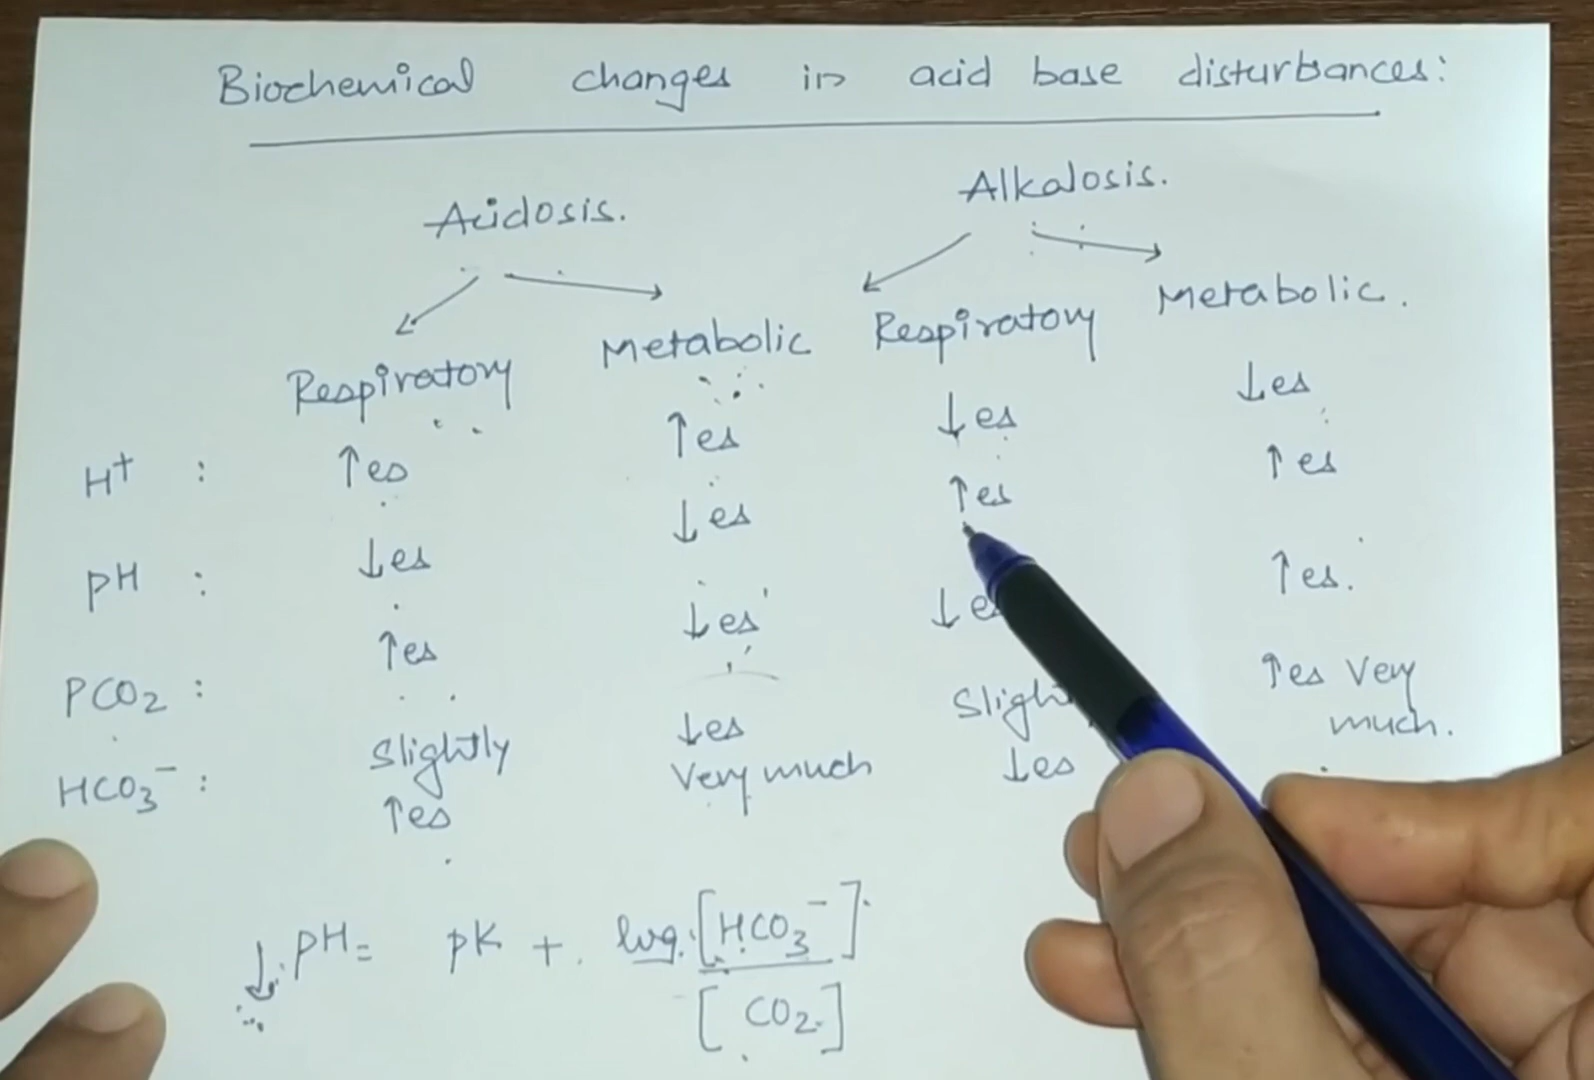 Biochemical changes in acid base disturbances:
Acidosis. Alkalosis.
Respiratory Metabolic Respiratory Metabolic.
H+ : ↑es ↑es ↓es ↓es
pH : ↓es ↓es ↑es ↑es
PCO2 : ↑es ↓es ↓es ↑es.
HCO3- : Slightly ↓es ↑es Very
↑es Very much ↓es much.
↓ pH = pK + log. [HCO3-]
[CO2]